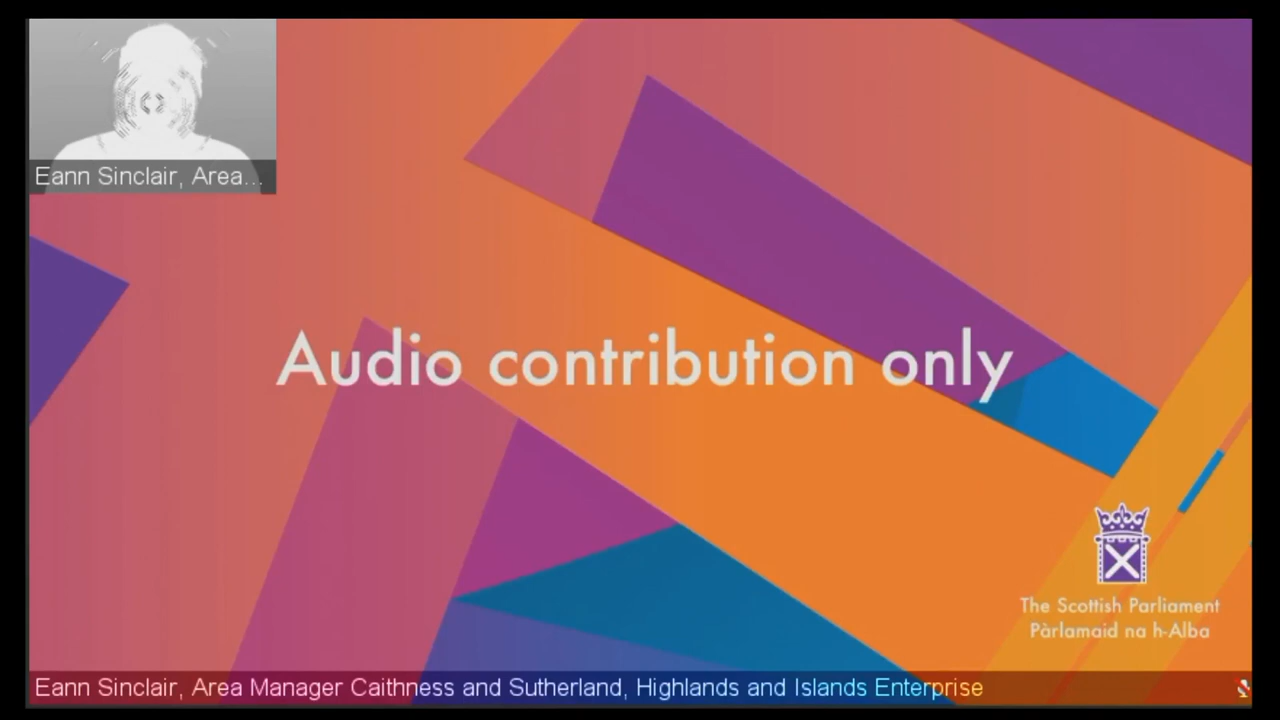 Eann Sinclair, Area...
Audio contribution only
The Scottish Parliament
Pàrlamaid na h-Alba
Eann Sinclair, Area Manager Caithness and Sutherland, Highlands and Islands Enterprise